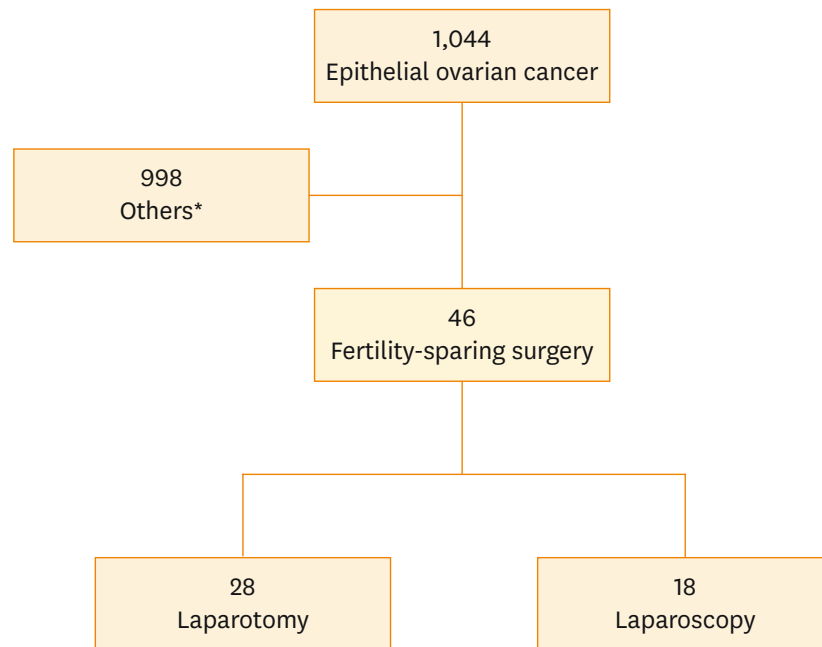 1,044
Epithelial ovarian cancer
998
Others*
46
Fertility-sparing surgery
28
Laparotomy
18
Laparoscopy